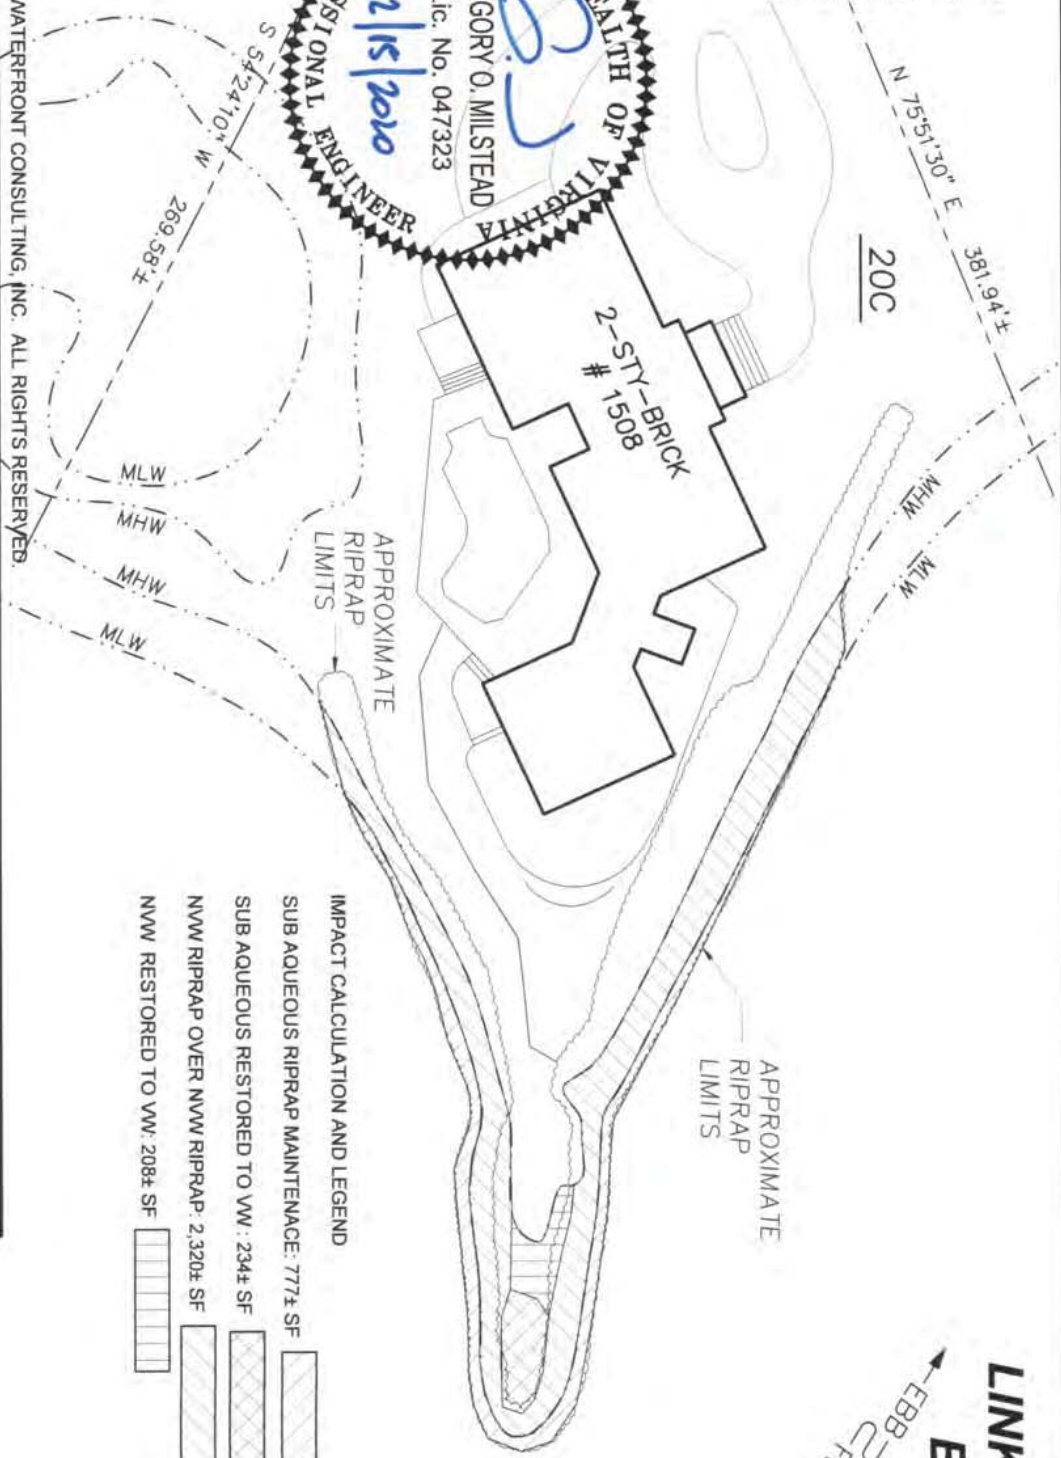 N 75°51'30" E 381.94'±
20C
LINK
EBB
MHW
MLW
2-STY-BRICK
# 1508
APPROXIMATE
RIPRAP
LIMITS
EALTH OF VIRGINIA
GORY O. MILSTEAD
Lic. No. 047323
2/15/2020
SIONAL ENGINEER
APPROXIMATE
RIPRAP
LIMITS
S 54°24'10" W 269.58'±
MLW
MHW
MHW
MLW
IMPACT CALCULATION AND LEGEND
SUB AQUEOUS RIPRAP MAINTENACE: 777± SF
SUB AQUEOUS RESTORED TO VW : 234± SF
NVW RIPRAP OVER NVW RIPRAP: 2,320± SF
NVW RESTORED TO VW: 208± SF
WATERFRONT CONSULTING, INC. ALL RIGHTS RESERVED.